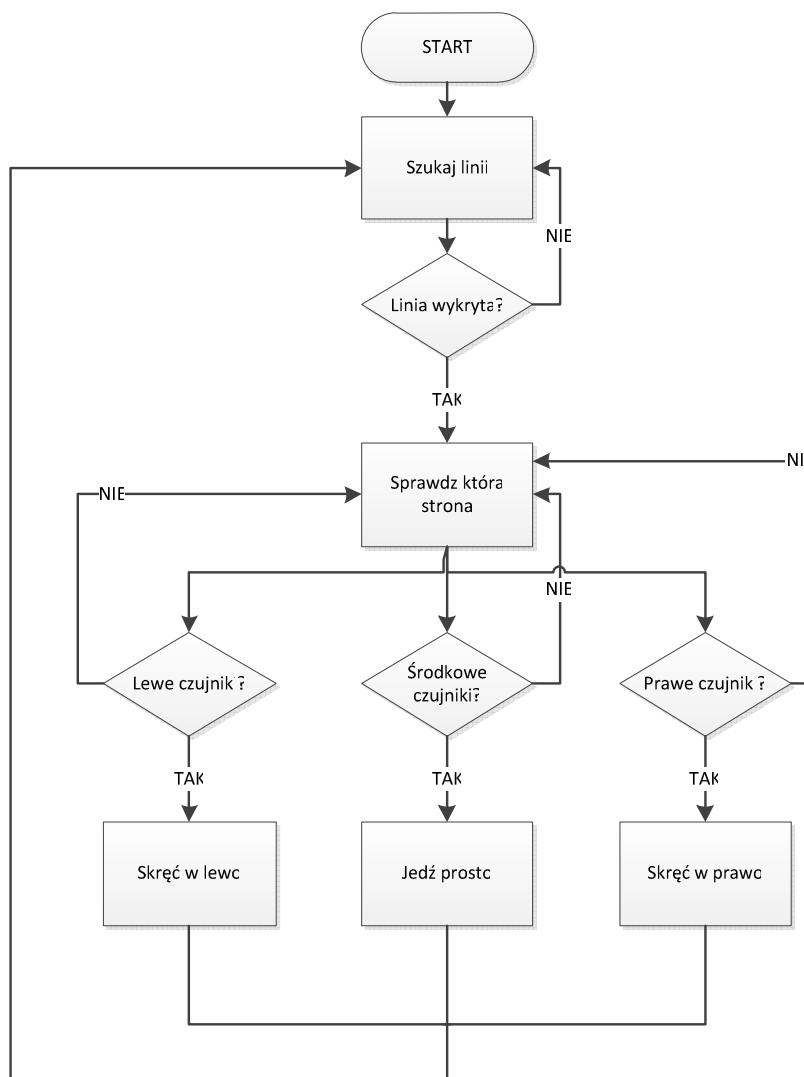 START
Szukaj linii
NIE
Linia wykryta?
TAK
Sprawdz która
strona
NI
NIE
NIE
Lewe czujnik ?
Środkowe
czujniki?
Prawe czujnik ?
TAK
TAK
TAK
Skręć w lewo
Jedź prosto
Skręć w prawo